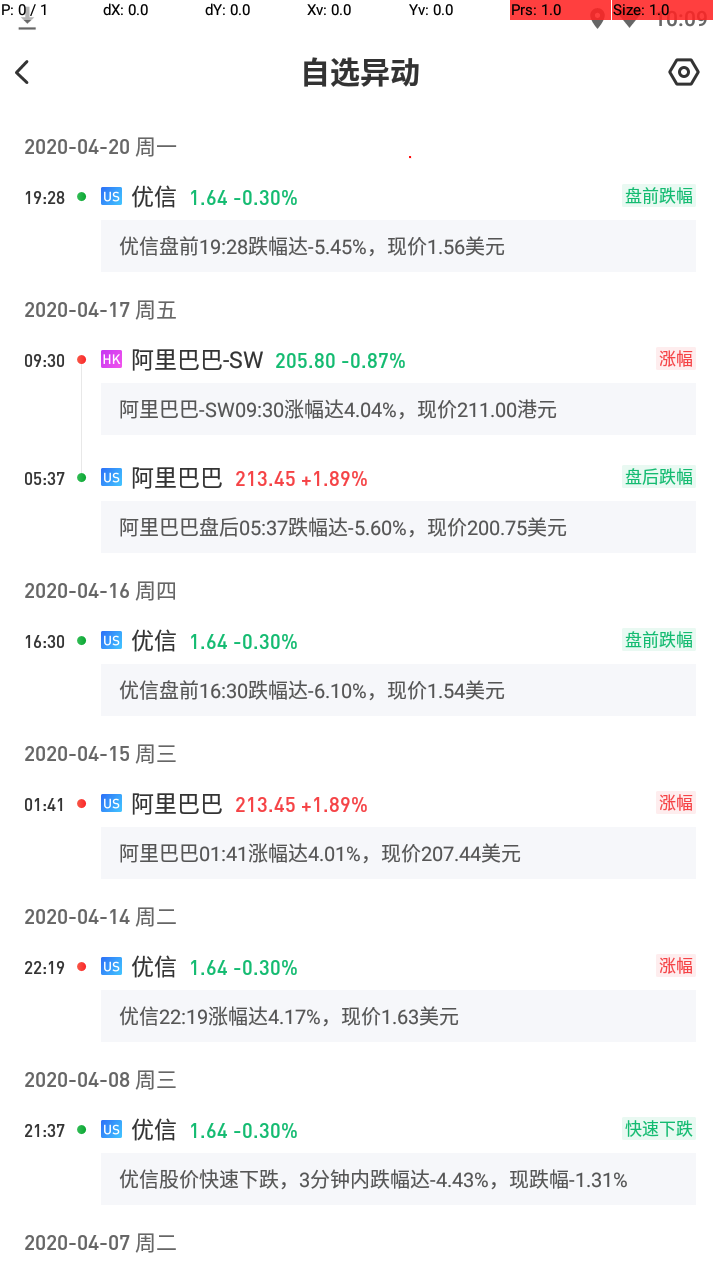 P: 0 / 1 dX: 0.0 dY: 0.0 Xv: 0.0 Yv: 0.0 Prs: 1.0 Size: 1.0
10:09
自选异动
2020-04-20 周一
19:28 US 优信 1.64 -0.30% 盘前跌幅
优信盘前19:28跌幅达-5.45%，现价1.56美元
2020-04-17 周五
09:30 HK 阿里巴巴-SW 205.80 -0.87% 涨幅
阿里巴巴-SW09:30涨幅达4.04%，现价211.00港元
05:37 US 阿里巴巴 213.45 +1.89% 盘后跌幅
阿里巴巴盘后05:37跌幅达-5.60%，现价200.75美元
2020-04-16 周四
16:30 US 优信 1.64 -0.30% 盘前跌幅
优信盘前16:30跌幅达-6.10%，现价1.54美元
2020-04-15 周三
01:41 US 阿里巴巴 213.45 +1.89% 涨幅
阿里巴巴01:41涨幅达4.01%，现价207.44美元
2020-04-14 周二
22:19 US 优信 1.64 -0.30% 涨幅
优信22:19涨幅达4.17%，现价1.63美元
2020-04-08 周三
21:37 US 优信 1.64 -0.30% 快速下跌
优信股价快速下跌，3分钟内跌幅达-4.43%，现跌幅-1.31%
2020-04-07 周二